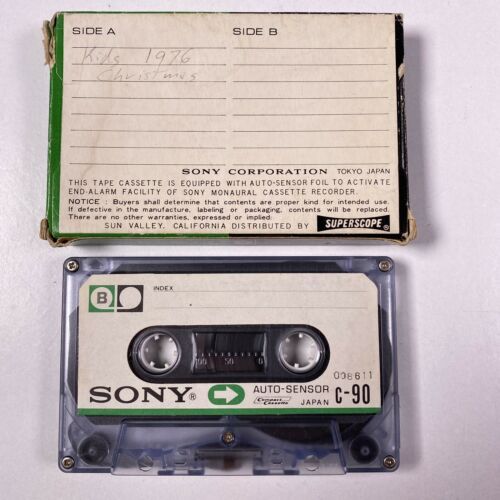 SIDE A SIDE B
Kids 1976
Christmas
SONY CORPORATION TOKYO JAPAN
THIS TAPE CASSETTE IS EQUIPPED WITH AUTO-SENSOR FOIL TO ACTIVATE
END-ALARM FACILITY OF SONY MONAURAL CASSETTE RECORDER.
NOTICE : Buyers shall determine that contents are proper kind for intended use.
If defective in the manufacture, labeling or packaging, contents will be replaced.
There are no other warranties, expressed or implied.
SUN VALLEY, CALIFORNIA DISTRIBUTED BY SUPERSCOPE®
B INDEX
100 50 0
008611
SONY® AUTO-SENSOR
Compact Cassette JAPAN C-90